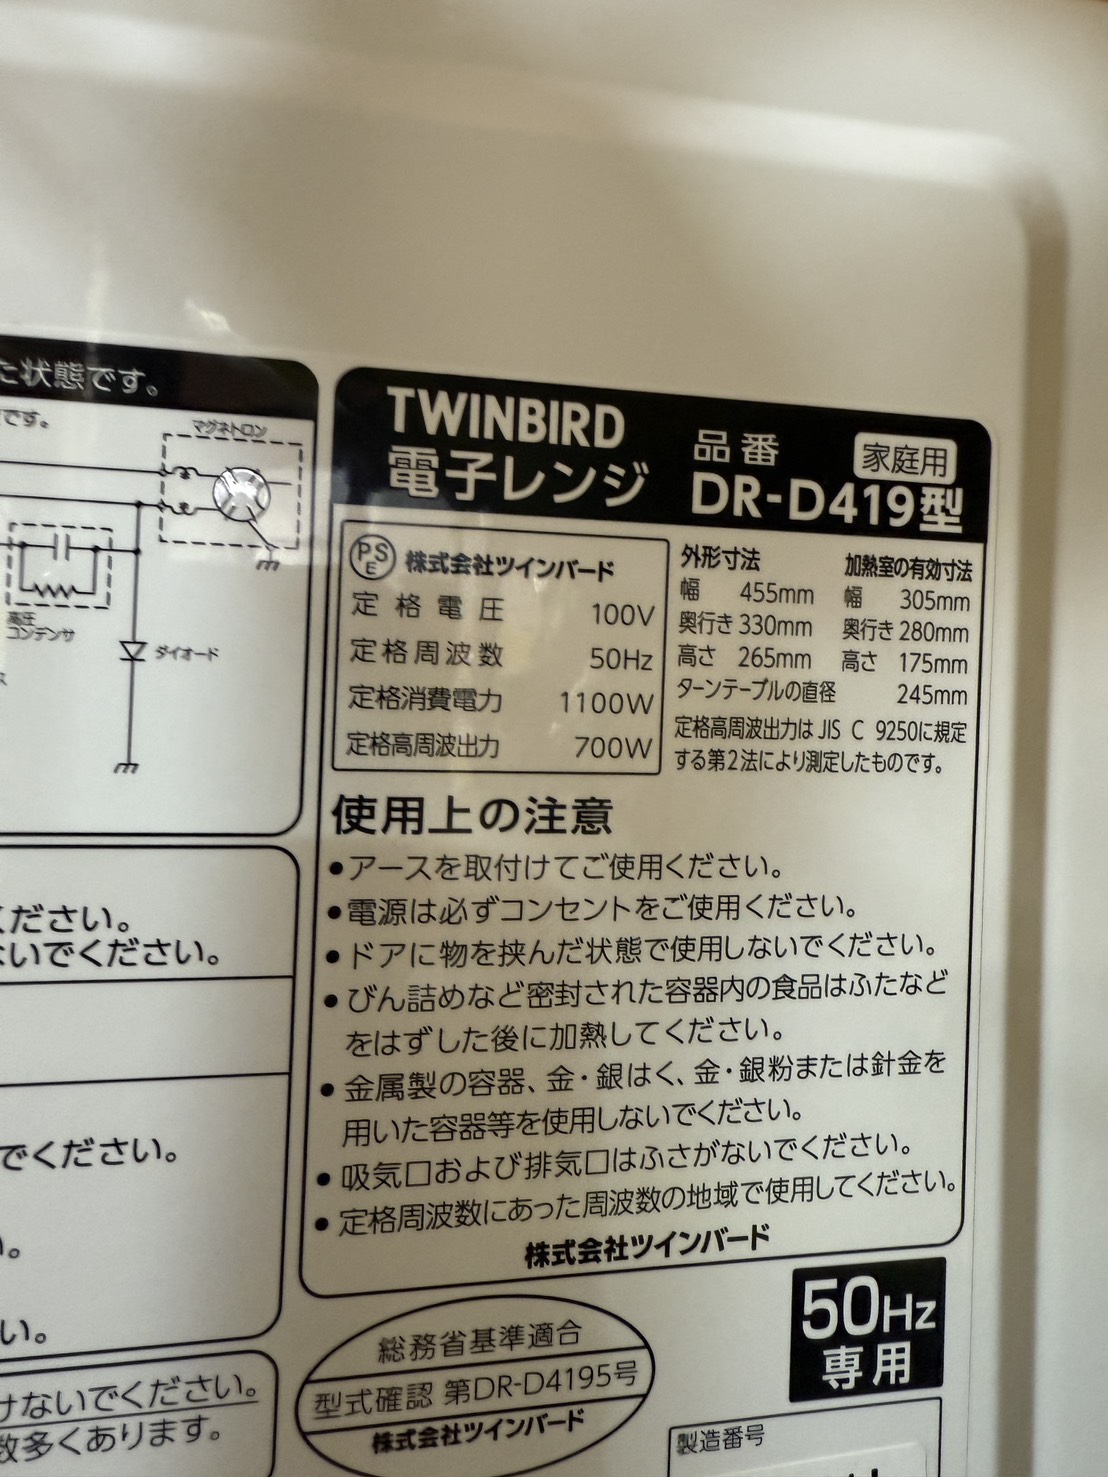 た状態です。
です。
マグネトロン
高圧
コンデンサ
ダイオード
ください。
ないでください。
でください。
い。
けないでください。
数多くあります。
TWINBIRD
電子レンジ
品番
家庭用
DR-D419型
PSE 株式会社ツインバード
定格電圧 100V
定格周波数 50Hz
定格消費電力 1100W
定格高周波出力 700W
外形寸法
幅 455mm
奥行き 330mm
高さ 265mm
加熱室の有効寸法
幅 305mm
奥行き 280mm
高さ 175mm
ターンテーブルの直径 245mm
定格高周波出力は JIS C 9250に規定
する第2法により測定したものです。
使用上の注意
●アースを取付けてご使用ください。
●電源は必ずコンセントをご使用ください。
●ドアに物を挟んだ状態で使用しないでください。
●びん詰めなど密封された容器内の食品はふたなど
をはずした後に加熱してください。
●金属製の容器、金・銀はく、金・銀粉または針金を
用いた容器等を使用しないでください。
●吸気口および排気口はふさがないでください。
●定格周波数にあった周波数の地域で使用してください。
株式会社ツインバード
総務省基準適合
型式確認 第DR-D4195号
株式会社ツインバード
50Hz
専用
製造番号